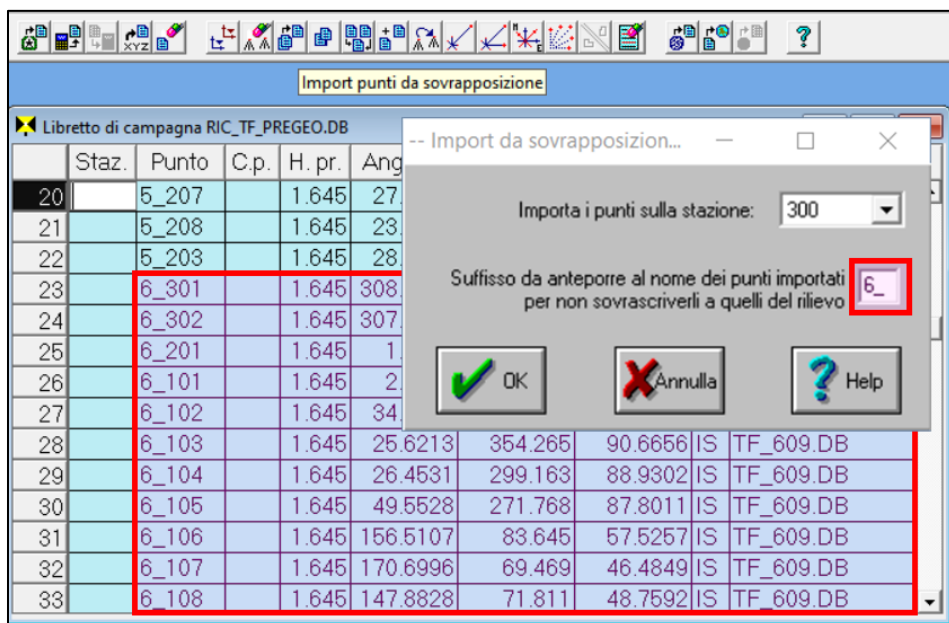 XYZ
N
E
?
Import punti da sovrapposizione
Libretto di campagna RIC_TF_PREGEO.DB
-- Import da sovrapposizion...
Importa i punti sulla stazione: 300
Suffisso da anteporre al nome dei punti importati 6_
per non sovrascriverli a quelli del rilievo
OK Annulla ? Help
Staz. Punto C.p. H. pr. Ang
20 5_207 1.645 27.
21 5_208 1.645 23.
22 5_203 1.645 28.
23 6_301 1.645 308.
24 6_302 1.645 307.
25 6_201 1.645 1.
26 6_101 1.645 2.
27 6_102 1.645 34.
28 6_103 1.645 25.6213 354.265 90.6656 IS TF_609.DB
29 6_104 1.645 26.4531 299.163 88.9302 IS TF_609.DB
30 6_105 1.645 49.5528 271.768 87.8011 IS TF_609.DB
31 6_106 1.645 156.5107 83.645 57.5257 IS TF_609.DB
32 6_107 1.645 170.6996 69.469 46.4849 IS TF_609.DB
33 6_108 1.645 147.8828 71.811 48.7592 IS TF_609.DB